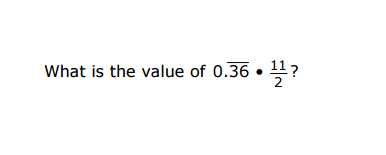 What is the value of 0.3̅6̅ • 11/2?